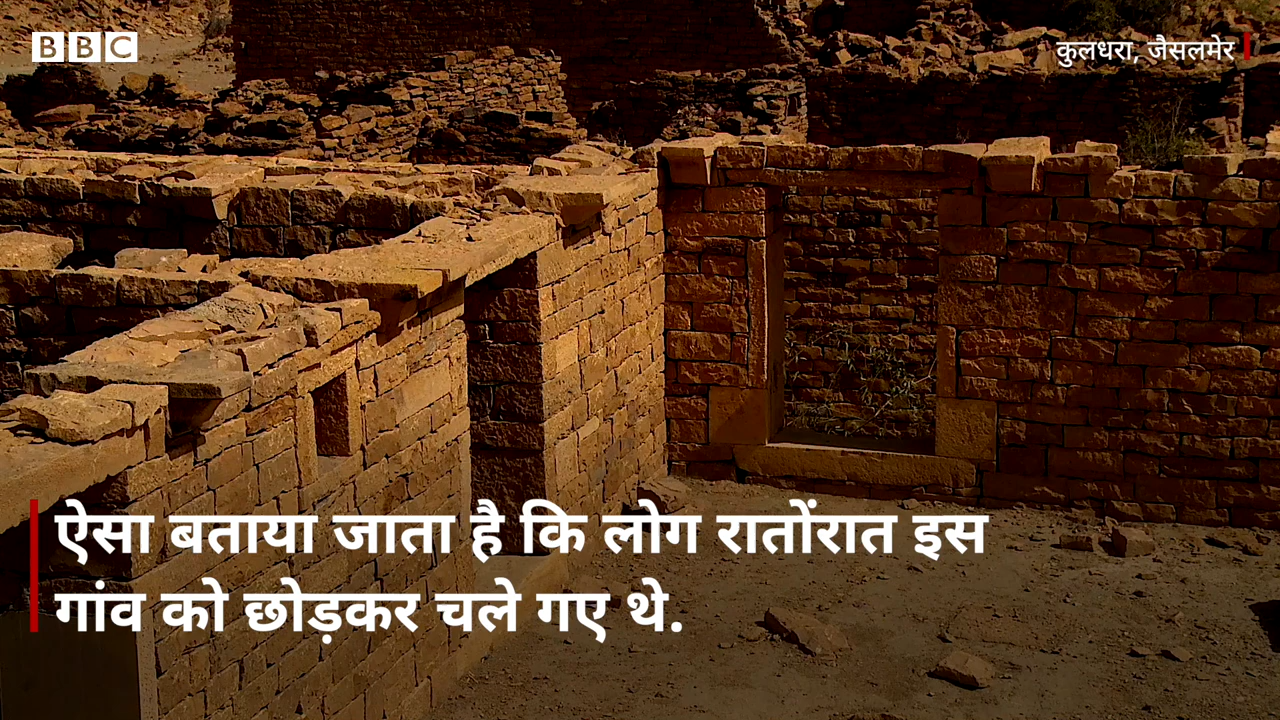 BBC
कुलधरा, जैसलमेर
ऐसा बताया जाता है कि लोग रातोंरात इस
गांव को छोड़कर चले गए थे.